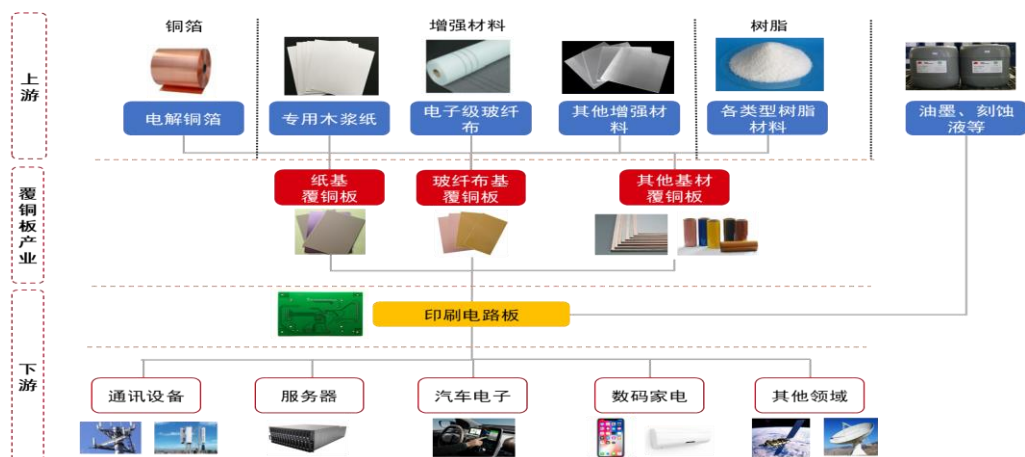 铜箔
增强材料
树脂
上游
电解铜箔
专用木浆纸
电子级玻纤
布
其他增强材
料
各类型树脂
材料
油墨、刻蚀
液等
覆铜板产业
纸基
覆铜板
玻纤布基
覆铜板
其他基材
覆铜板
印刷电路板
下游
通讯设备
服务器
汽车电子
数码家电
其他领域